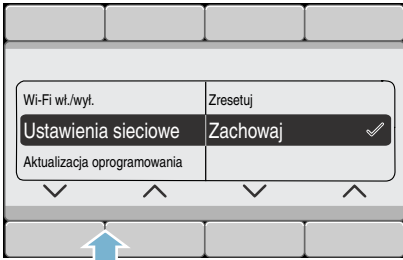 Wi-Fi wł./wył.
Zresetuj
Ustawienia sieciowe
Zachowaj
Aktualizacja oprogramowania